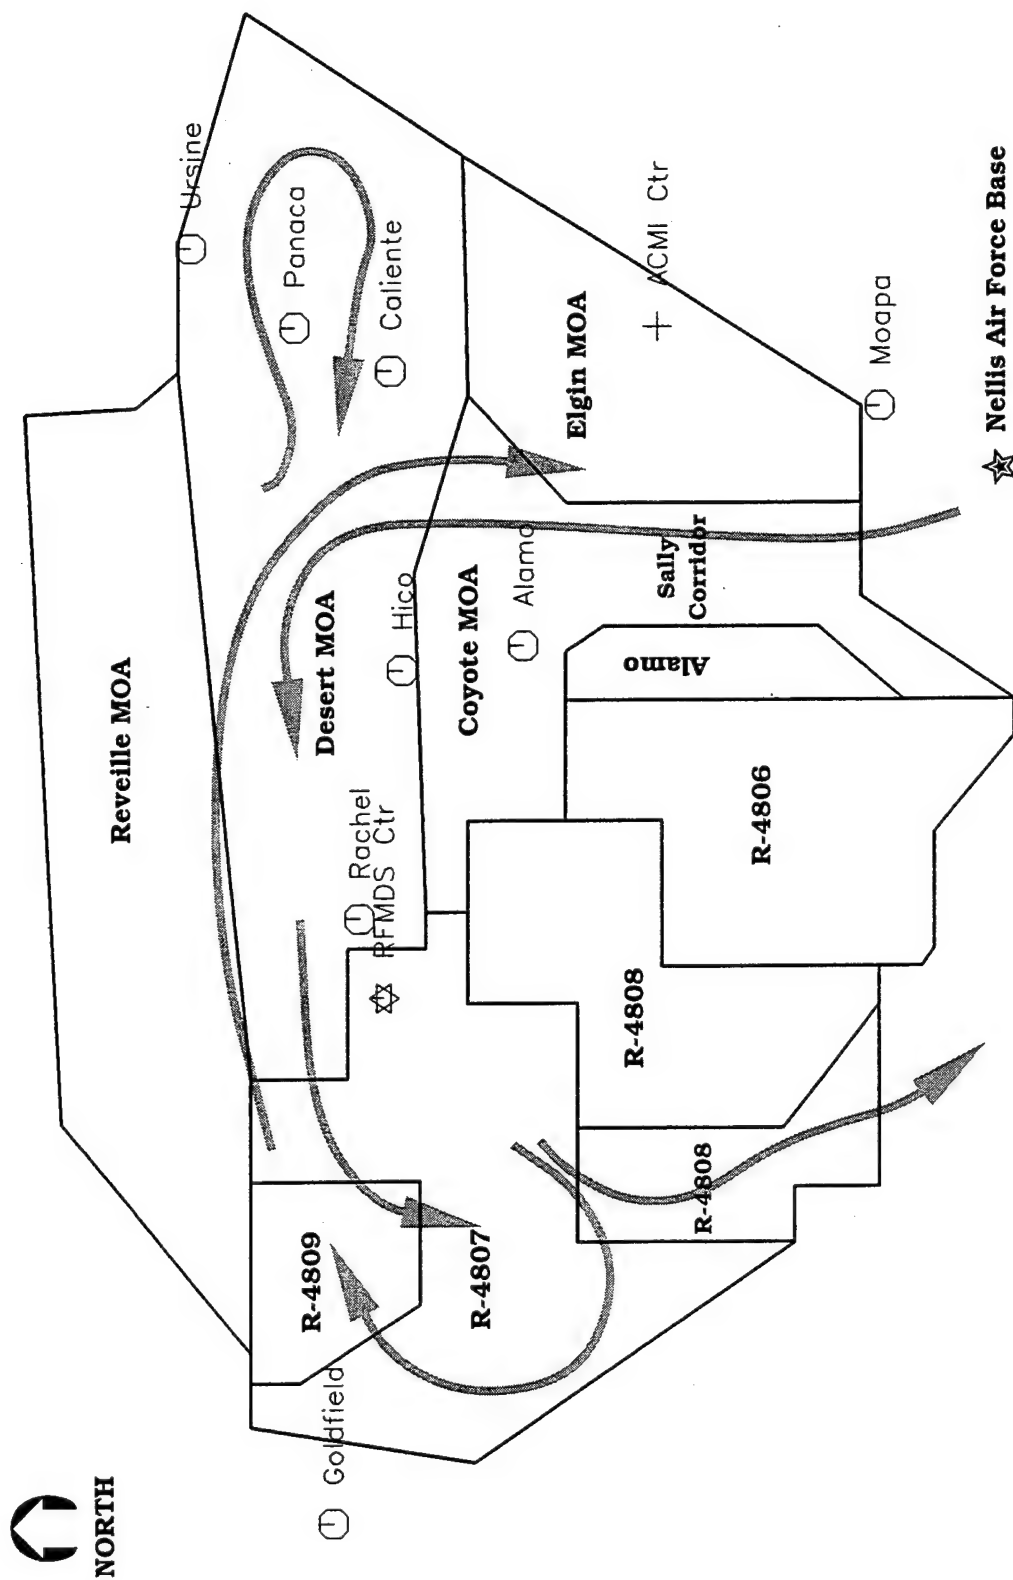 NORTH
Reveille MOA
Ursine
Panaca
Caliente
Desert MOA
Hico
Rachel
RFMDS Ctr
Goldfield
R-4809
R-4807
Coyote MOA
Alamo
Elgin MOA
ACMI Ctr
Sally
Corridor
Alamo
R-4808
R-4808
R-4806
Moapa
Nellis Air Force Base